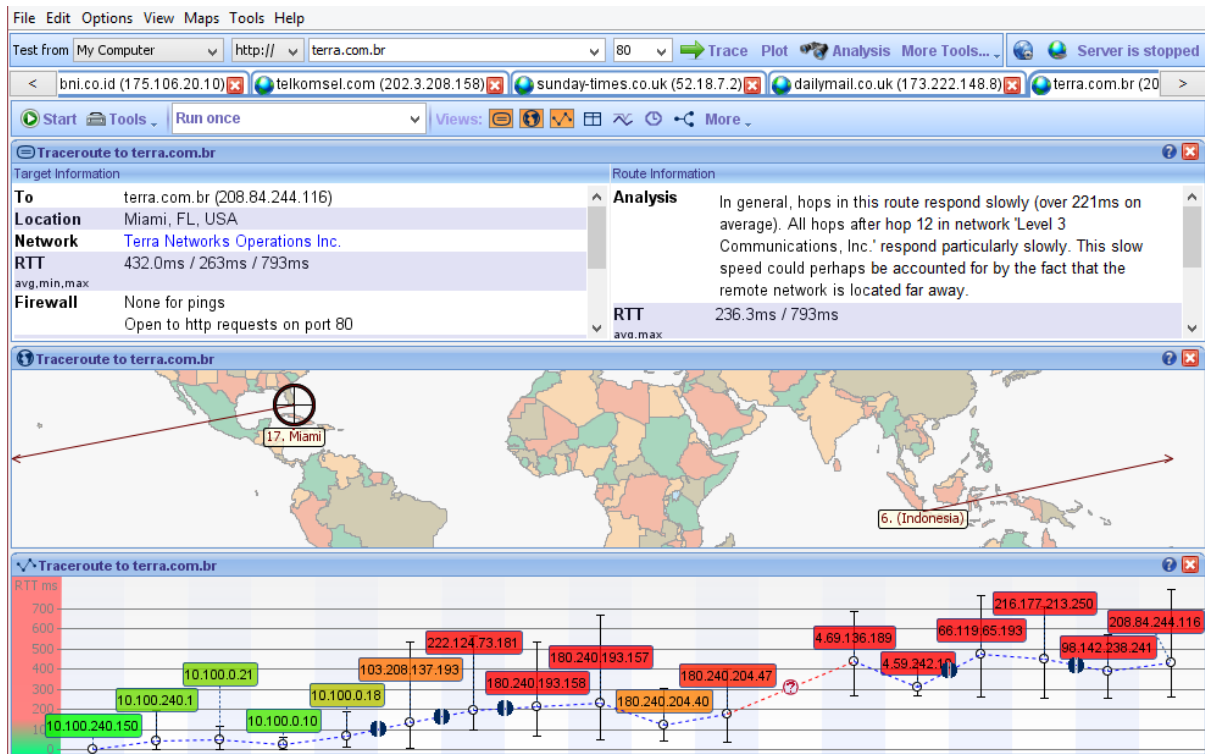 File Edit Options View Maps Tools Help
Test from My Computer http:// terra.com.br 80 Trace Plot Analysis More Tools... Server is stopped
< bni.co.id (175.106.20.10) telkomsel.com (202.3.208.158) sunday-times.co.uk (52.18.7.2) dailymail.co.uk (173.222.148.8) terra.com.br (20 >
Start Tools Run once Views: More
Traceroute to terra.com.br
Target Information
To terra.com.br (208.84.244.116)
Location Miami, FL, USA
Network Terra Networks Operations Inc.
RTT 432.0ms / 263ms / 793ms
avg,min,max
Firewall None for pings
Open to http requests on port 80
Route Information
Analysis In general, hops in this route respond slowly (over 221ms on
average). All hops after hop 12 in network 'Level 3
Communications, Inc.' respond particularly slowly. This slow
speed could perhaps be accounted for by the fact that the
remote network is located far away.
RTT 236.3ms / 793ms
avg,max
Traceroute to terra.com.br
17. Miami
6. (Indonesia)
Traceroute to terra.com.br
RTT ms
700
600
500
400
300
200
100
0
10.100.240.150
10.100.240.1
10.100.0.21
10.100.0.10
10.100.0.18
103.208.137.193
222.124.73.181
180.240.193.158
180.240.193.157
180.240.204.40
180.240.204.47
4.69.136.189
66.119.65.193
216.177.213.250
98.142.238.241
208.84.244.116